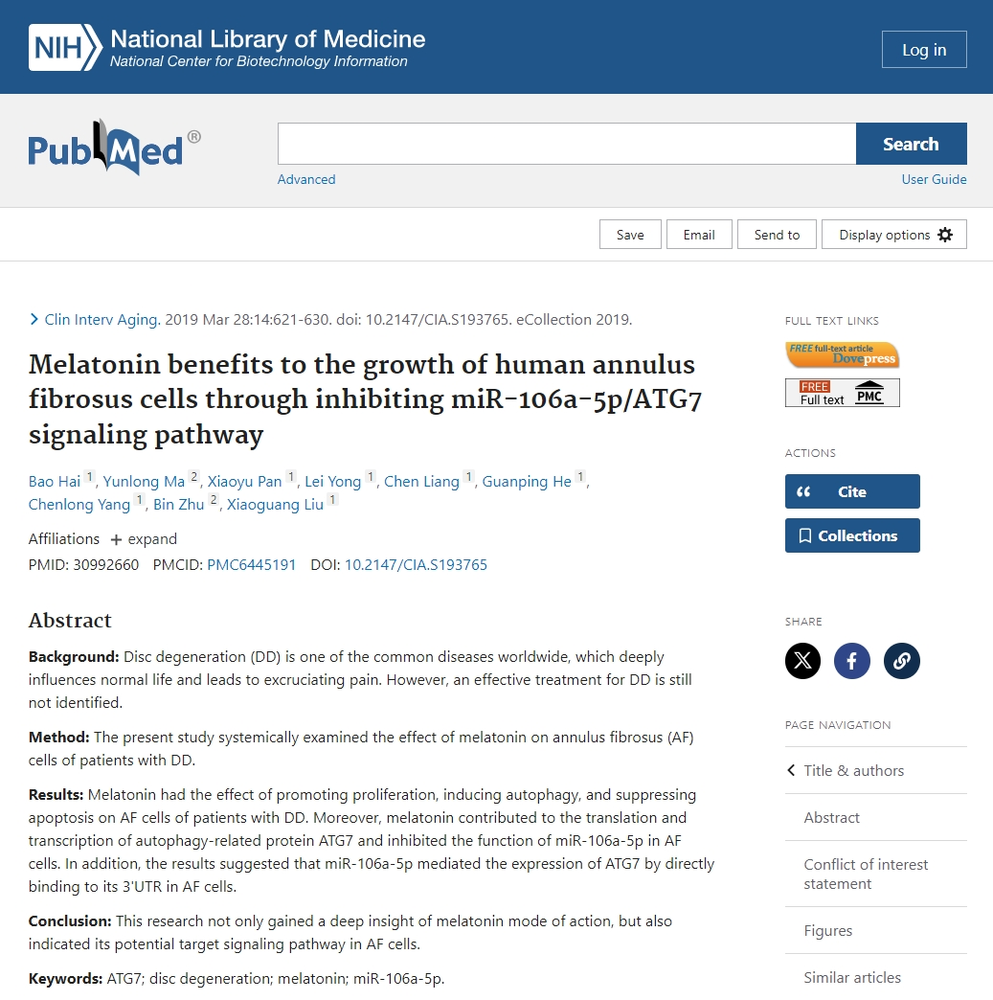 NIH National Library of Medicine
National Center for Biotechnology Information
Log in
PubMed®
Search
Advanced
User Guide
Save
Email
Send to
Display options
Clin Interv Aging. 2019 Mar 28:14:621-630. doi: 10.2147/CIA.S193765. eCollection 2019.
Melatonin benefits to the growth of human annulus
fibrosus cells through inhibiting miR-106a-5p/ATG7
signaling pathway
Bao Hai 1, Yunlong Ma 2, Xiaoyu Pan 1, Lei Yong 1, Chen Liang 1, Guanping He 1,
Chenlong Yang 1, Bin Zhu 2, Xiaoguang Liu 1
Affiliations + expand
PMID: 30992660 PMCID: PMC6445191 DOI: 10.2147/CIA.S193765
Abstract
Background: Disc degeneration (DD) is one of the common diseases worldwide, which deeply
influences normal life and leads to excruciating pain. However, an effective treatment for DD is still
not identified.
Method: The present study systemically examined the effect of melatonin on annulus fibrosus (AF)
cells of patients with DD.
Results: Melatonin had the effect of promoting proliferation, inducing autophagy, and suppressing
apoptosis on AF cells of patients with DD. Moreover, melatonin contributed to the translation and
transcription of autophagy-related protein ATG7 and inhibited the function of miR-106a-5p in AF
cells. In addition, the results suggested that miR-106a-5p mediated the expression of ATG7 by directly
binding to its 3'UTR in AF cells.
Conclusion: This research not only gained a deep insight of melatonin mode of action, but also
indicated its potential target signaling pathway in AF cells.
Keywords: ATG7; disc degeneration; melatonin; miR-106a-5p.
FULL TEXT LINKS
FREE full-text article
Dovepress
FREE
Full text PMC
ACTIONS
Cite
Collections
SHARE
PAGE NAVIGATION
Title & authors
Abstract
Conflict of interest
statement
Figures
Similar articles